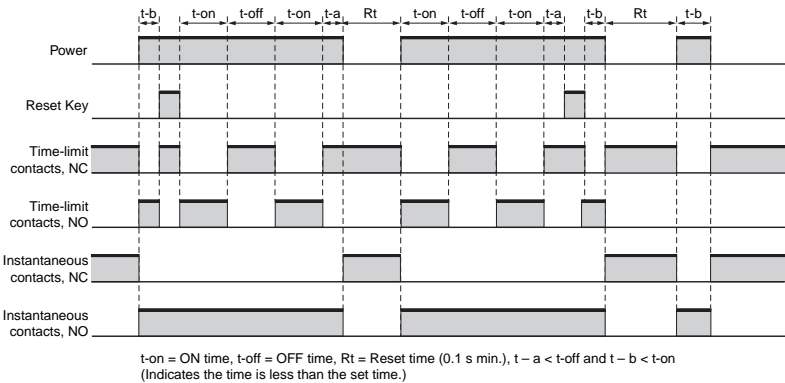 t-b t-on t-off t-on t-a Rt t-on t-off t-on t-a t-b Rt t-b
Power
Reset Key
Time-limit
contacts, NC
Time-limit
contacts, NO
Instantaneous
contacts, NC
Instantaneous
contacts, NO
t-on = ON time, t-off = OFF time, Rt = Reset time (0.1 s min.), t – a < t-off and t – b < t-on
(Indicates the time is less than the set time.)